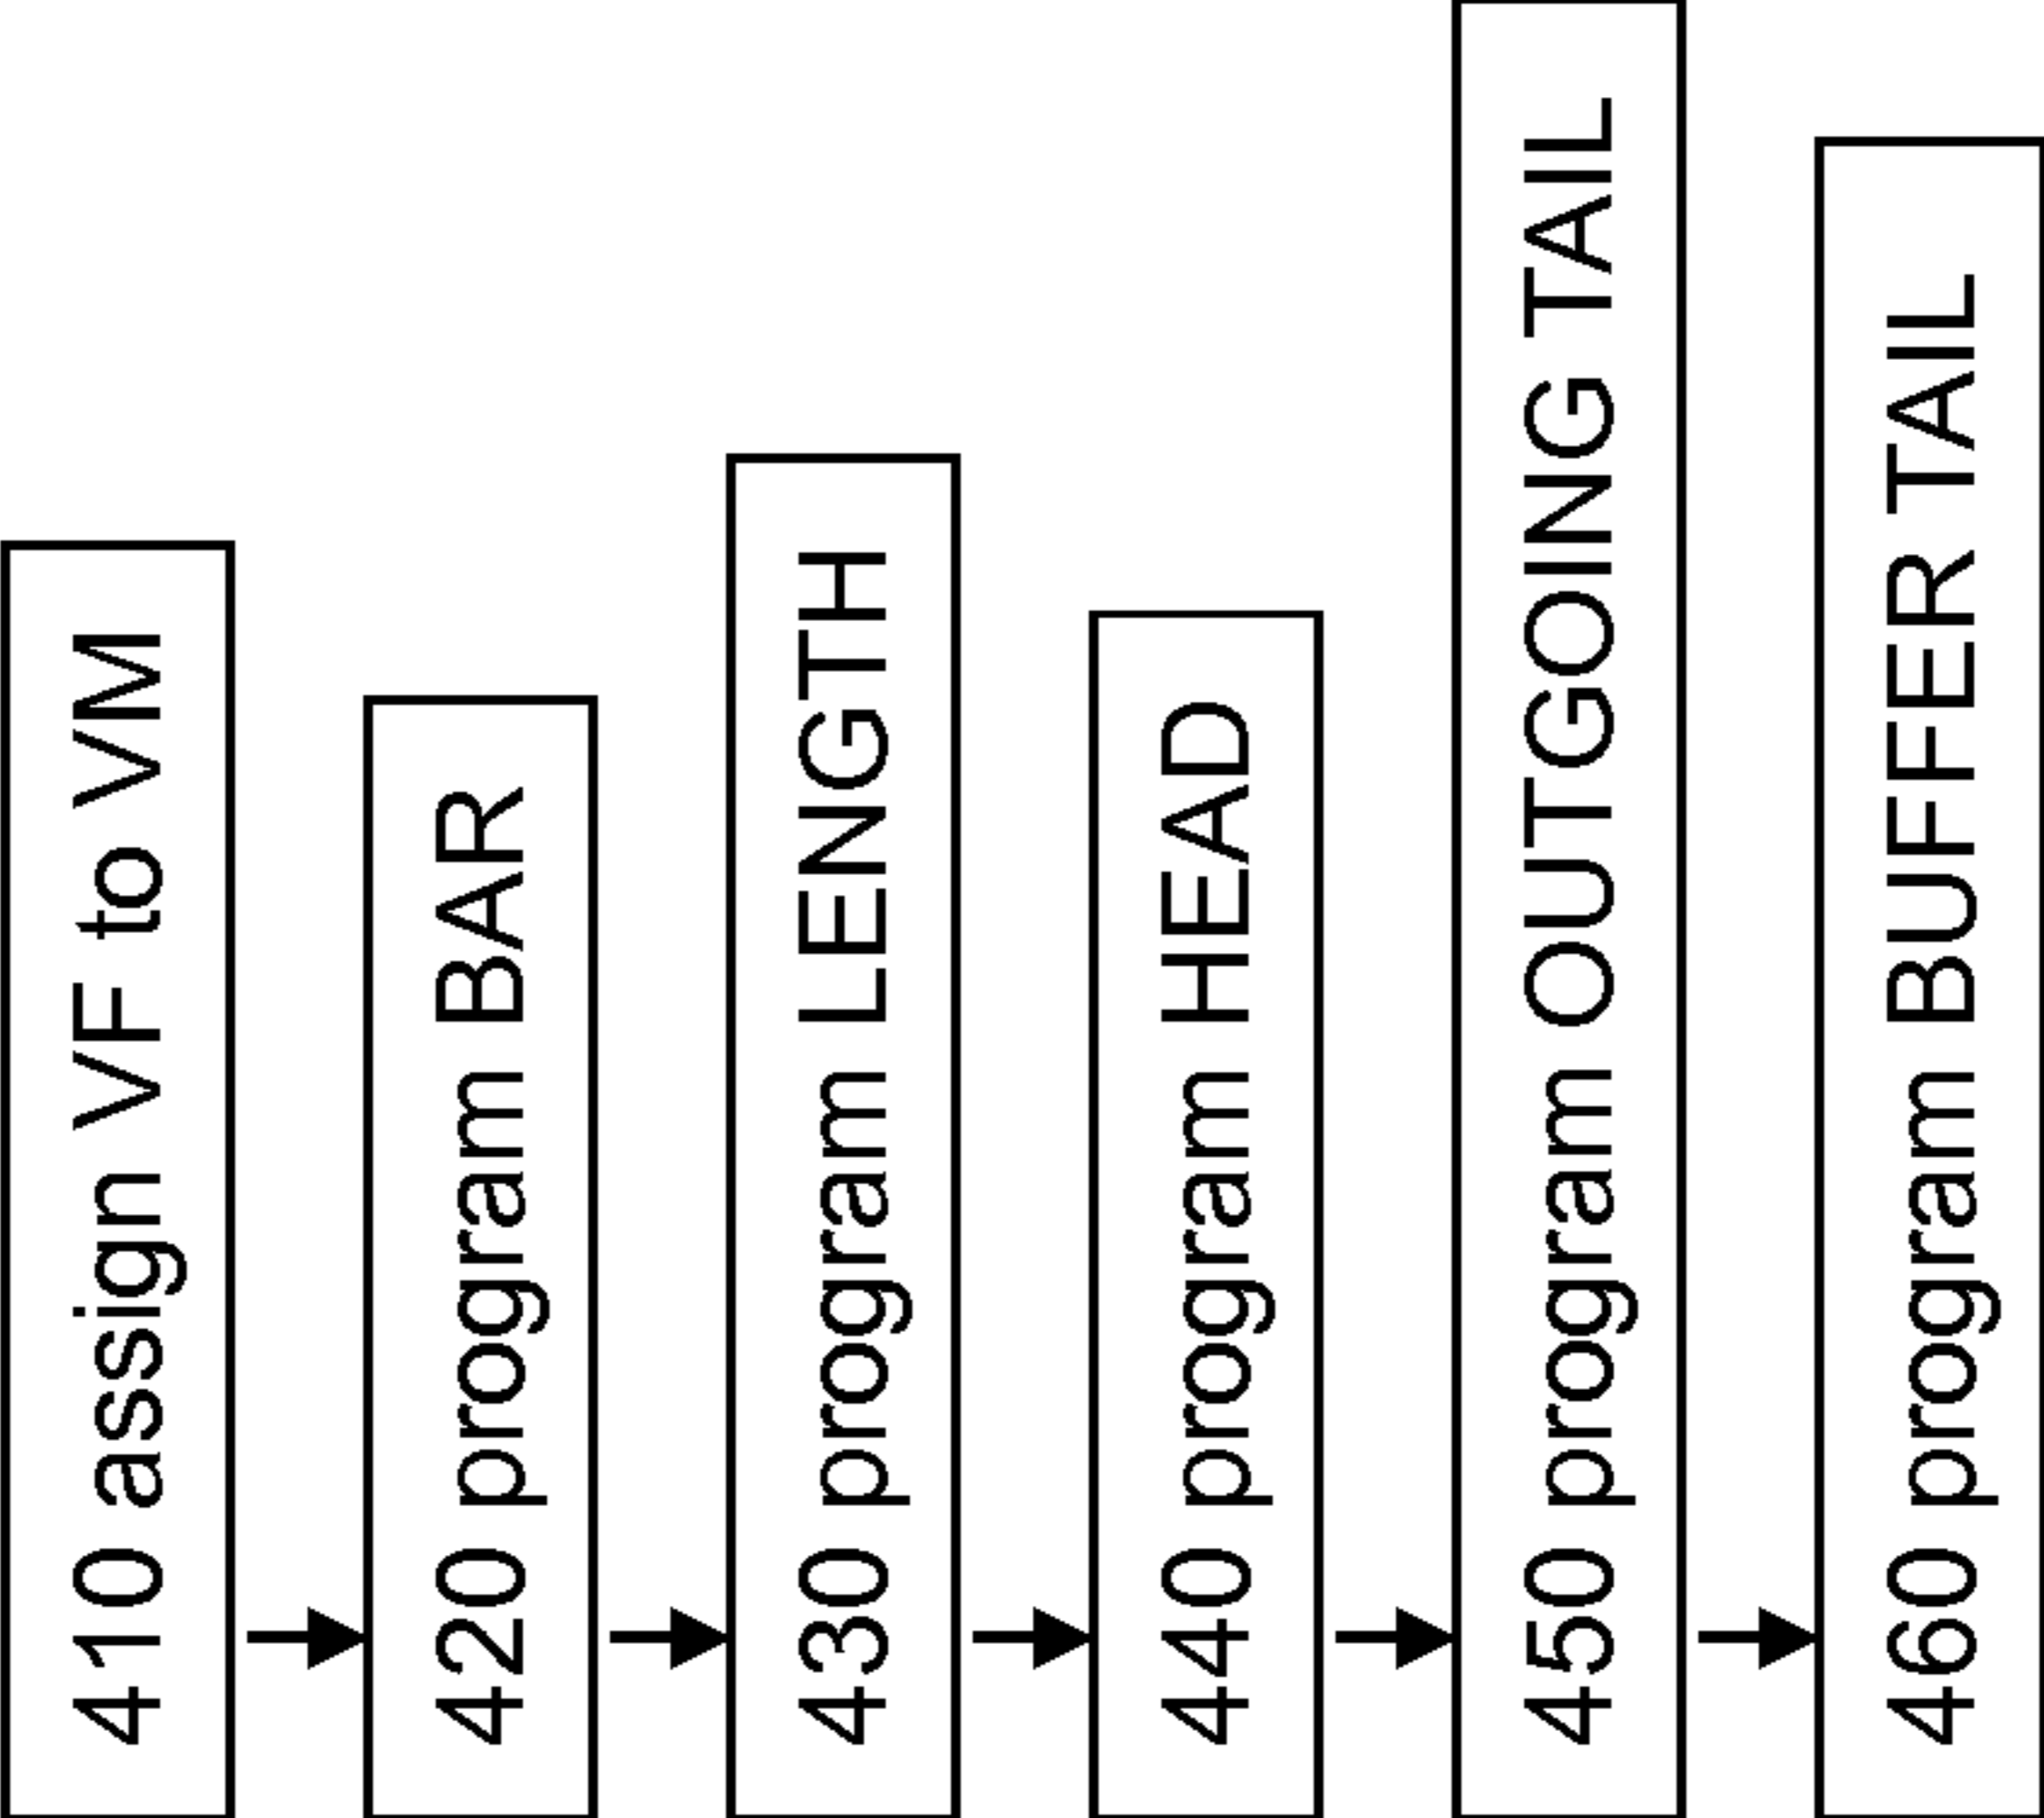 410 assign VF to VM
420 program BAR
430 program LENGTH
440 program HEAD
450 program OUTGOING TAIL
460 program BUFFER TAIL